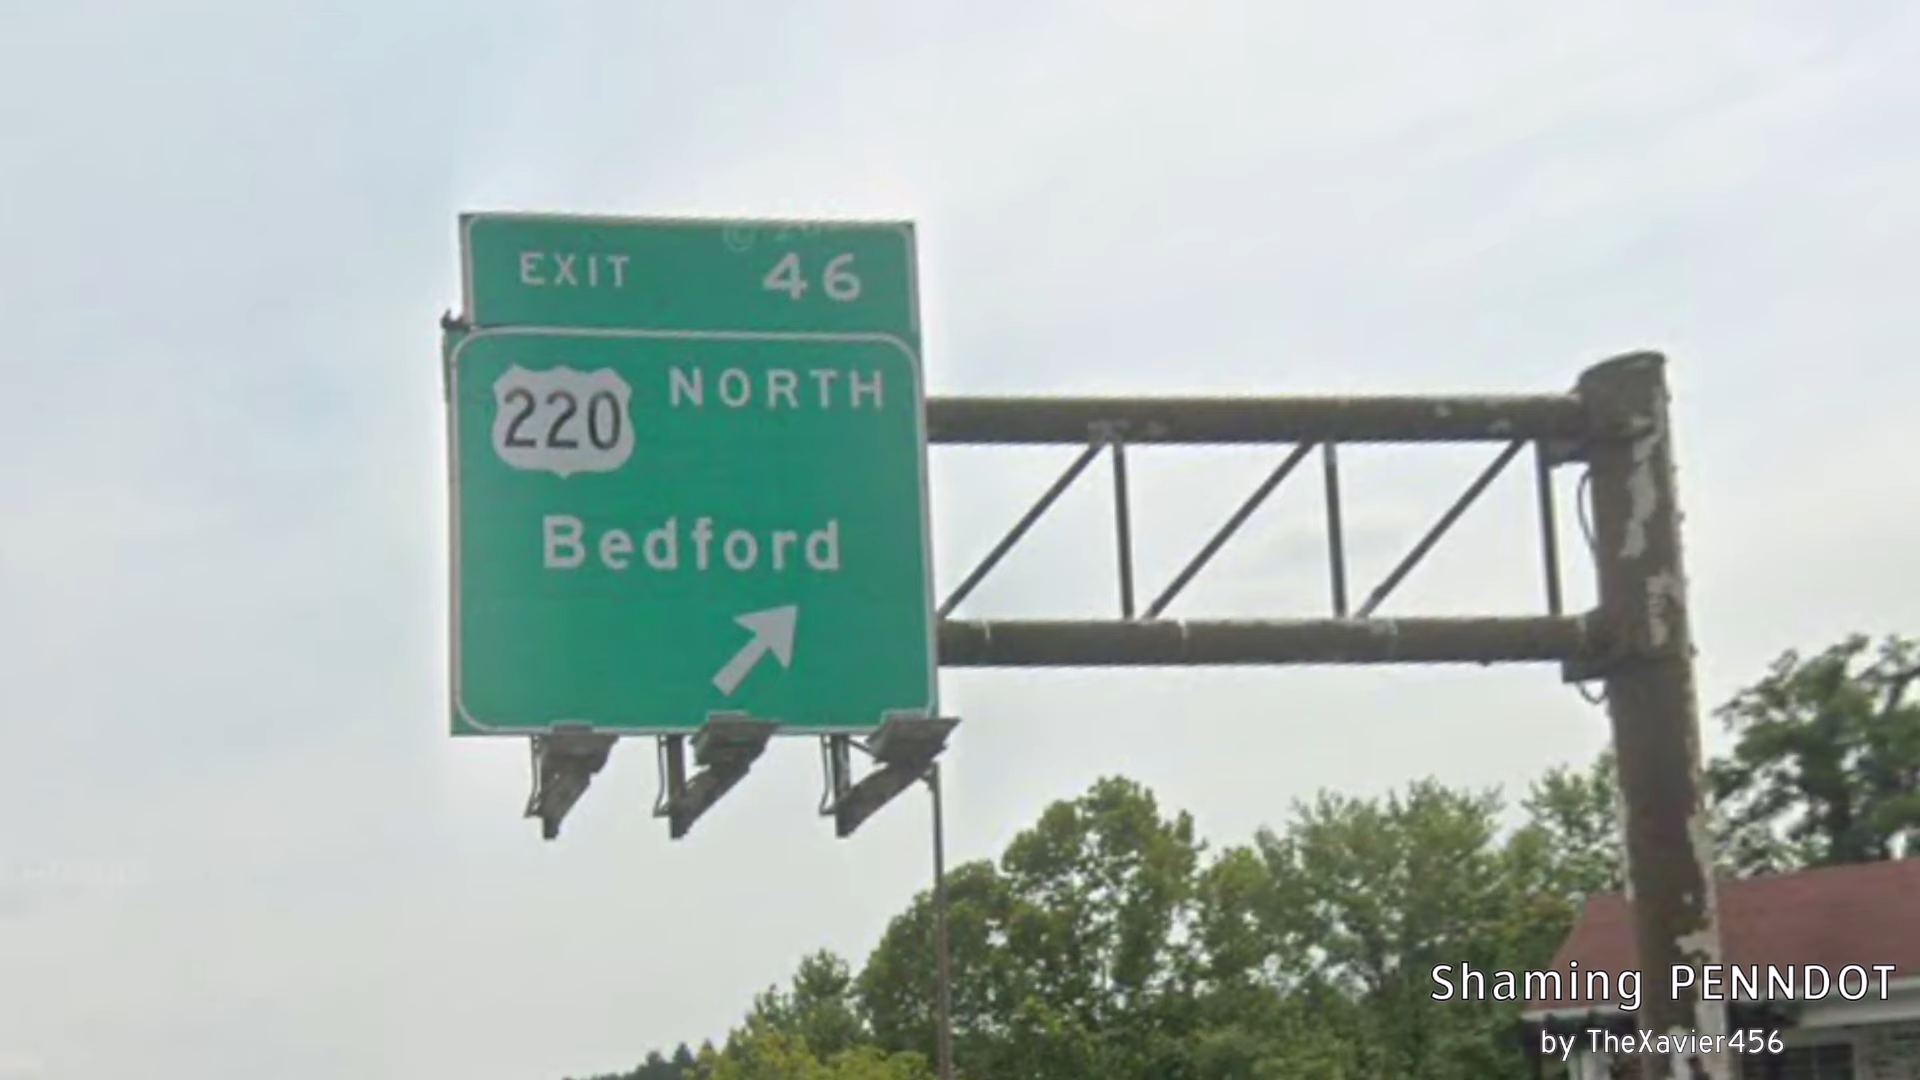 EXIT 46
220 NORTH
Bedford
Shaming PENNDOT
by TheXavier456